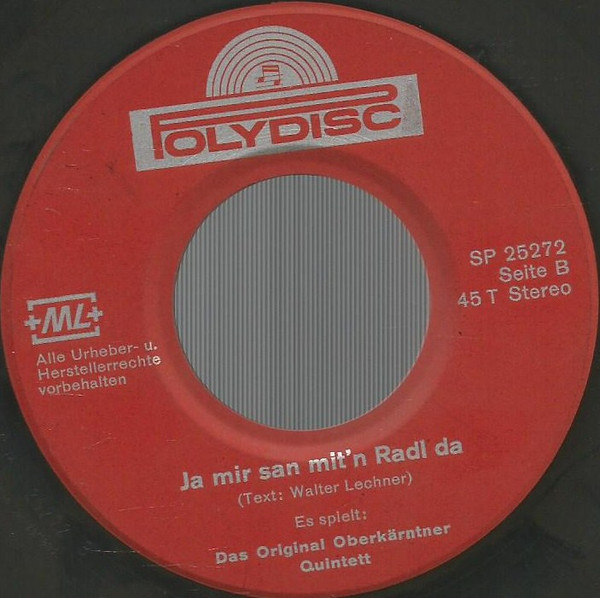 POLYDISC
SP 25272
Seite B
45 T Stereo
+ML+
Alle Urheber- u.
Herstellerrechte
vorbehalten
Ja mir san mit'n Radl da
(Text: Walter Lechner)
Es spielt:
Das Original Oberkärntner
Quintett